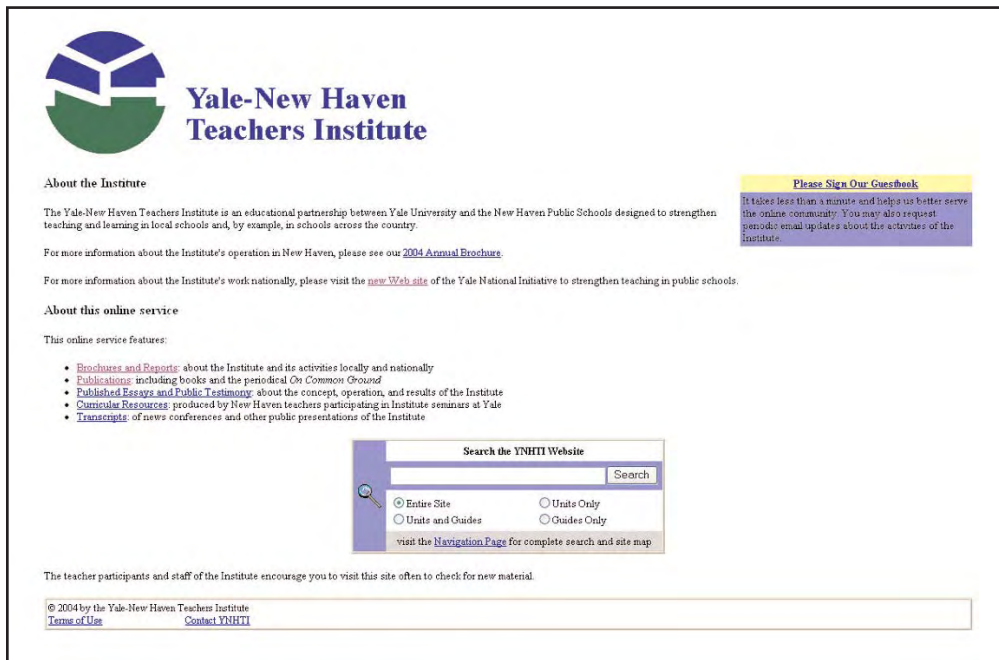 Yale-New Haven
Teachers Institute
About the Institute
The Yale-New Haven Teachers Institute is an educational partnership between Yale University and the New Haven Public Schools designed to strengthen
teaching and learning in local schools and, by example, in schools across the country.
For more information about the Institute's operation in New Haven, please see our 2004 Annual Brochure.
For more information about the Institute's work nationally, please visit the new Web site of the Yale National Initiative to strengthen teaching in public schools.
Please Sign Our Guestbook
It takes less than a minute and helps us better serve
the online community. You may also request
periodic email updates about the activities of the
Institute.
About this online service
This online service features:
• Brochures and Reports: about the Institute and its activities locally and nationally
• Publications: including books and the periodical On Common Ground
• Published Essays and Public Testimony: about the concept, operation, and results of the Institute
• Curricular Resources: produced by New Haven teachers participating in Institute seminars at Yale
• Transcripts: of news conferences and other public presentations of the Institute
Search the YNHTI Website
Search
Entire Site Units Only
Units and Guides Guides Only
visit the Navigation Page for complete search and site map
The teacher participants and staff of the Institute encourage you to visit this site often to check for new material.
© 2004 by the Yale-New Haven Teachers Institute
Terms of Use Contact YNHTI